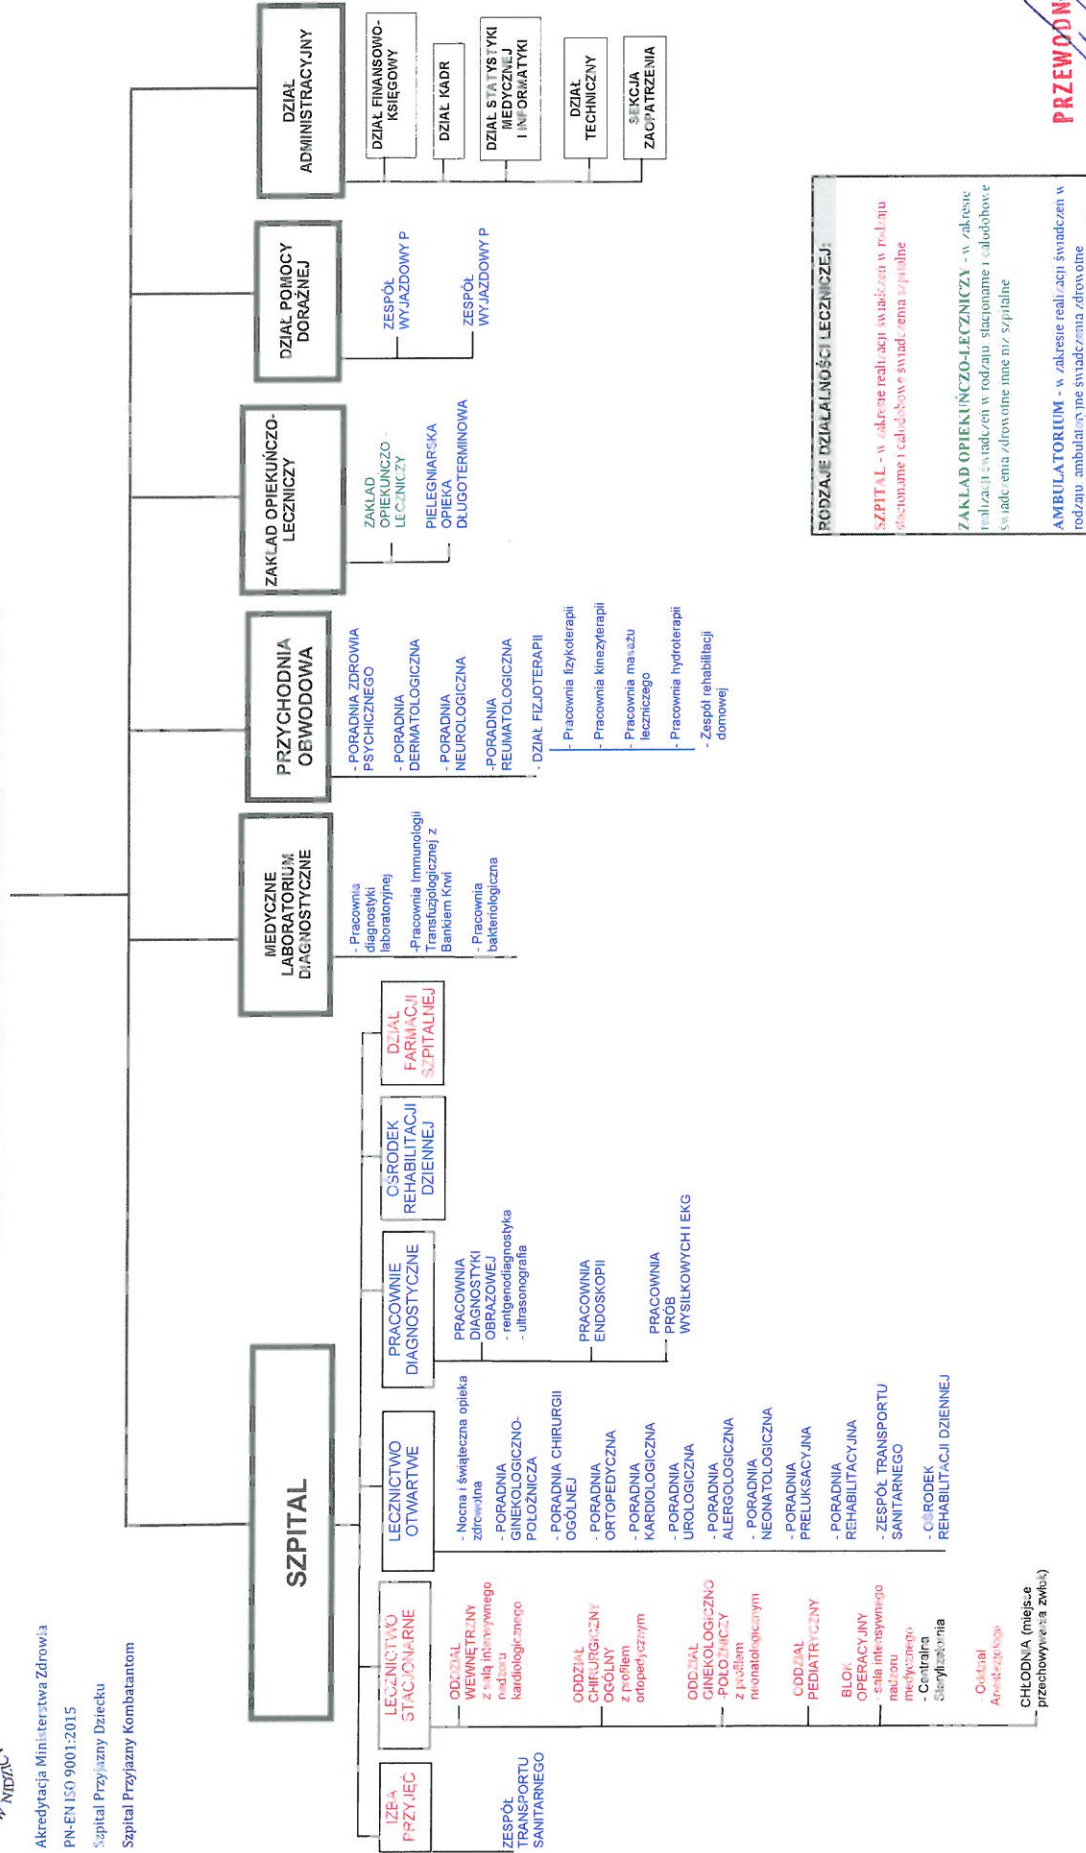 w NIDZICY
Akredytacja Ministerstwa Zdrowia
PN-EN ISO 9001:2015
Szpital Przyjazny Dziecku
Szpital Przyjazny Kombatantom
SZPITAL
MEDYCZNE
LABORATORIUM
DIAGNOSTYCZNE
PRZYCHODNIA
OBWODOWA
ZAKŁAD OPIEKUŃCZO-
LECZNICZY
DZIAŁ POMOCY
DORAŹNEJ
DZIAŁ
ADMINISTRACYJNY
IZBA
PRZYJĘĆ
ZESPÓŁ
TRANSPORTU
SANITARNEGO
LECZNICTWO
STACJONARNE
ODDZIAŁ
WEWNĘTRZNY
z salą intensywnego
nadzoru
kardiologicznego
ODDZIAŁ
CHIRURGICZNY
OGÓLNY
z profilem
ortopedycznym
ODDZIAŁ
GINEKOLOGICZNO
-POŁOŻNICZY
z profilem
neonatologicznym
ODDZIAŁ
PEDIATRYCZNY
BLOK
OPERACYJNY
- sala intensywnego
nadzoru
medycznego
- Centralna
Sterylizatornia
- Oddział
Anestezjologii
CHŁODNIA (miejsce
przechowywania zwłok)
LECZNICTWO
OTWARTWE
- Nocna i świąteczna opieka
zdrowotna
- PORADNIA
GINEKOLOGICZNO-
POŁOŻNICZA
- PORADNIA CHIRURGII
OGÓLNEJ
- PORADNIA
ORTOPEDYCZNA
- PORADNIA
KARDIOLOGICZNA
- PORADNIA
UROLOGICZNA
- PORADNIA
ALERGOLOGICZNA
- PORADNIA
NEONATOLOGICZNA
- PORADNIA
PRELUKSACYJNA
- PORADNIA
REHABILITACYJNA
- ZESPÓŁ TRANSPORTU
SANITARNEGO
- OŚRODEK
REHABILITACJI DZIENNEJ
PRACOWNIE
DIAGNOSTYCZNE
PRACOWNIA
DIAGNOSTYKI
OBRAZOWEJ
- rentgenodiagnostyka
- ultrasonografia
PRACOWNIA
ENDOSKOPII
PRACOWNIA
PRÓB
WYSIŁKOWYCH I EKG
OŚRODEK
REHABILITACJI
DZIENNEJ
DZIAŁ
FARMACJI
SZPITALNEJ
- Pracownia
diagnostyki
laboratoryjnej
-Pracownia Immunologii
Transfuzjologicznej z
Bankiem Krwi
- Pracownia
bakteriologiczna
- PORADNIA ZDROWIA
PSYCHICZNEGO
- PORADNIA
DERMATOLOGICZNA
- PORADNIA
NEUROLOGICZNA
-PORADNIA
REUMATOLOGICZNA
- DZIAŁ FIZJOTERAPII
- Pracownia fizykoterapii
- Pracownia kinezyterapii
- Pracownia masażu
leczniczego
- Pracownia hydroterapii
- Zespół rehabilitacji
domowej
ZAKŁAD
OPIEKUŃCZO -
LECZNICZY
PIELĘGNIARSKA
OPIEKA
DŁUGOTERMINOWA
ZESPÓŁ
WYJAZDOWY P
ZESPÓŁ
WYJAZDOWY P
DZIAŁ FINANSOWO-
KSIĘGOWY
DZIAŁ KADR
DZIAŁ STATYSTYKI
MEDYCZNEJ
I INFORMATYKI
DZIAŁ
TECHNICZNY
SEKCJA
ZAOPATRZENIA
RODZAJE DZIAŁALNOŚCI LECZNICZEJ:
SZPITAL - w zakresie realizacji świadczeń w rodzaju:
stacjonarne i całodobowe świadczenia szpitalne
ZAKŁAD OPIEKUŃCZO-LECZNICZY - w zakresie
realizacji świadczeń w rodzaju stacjonarne i całodobowe
świadczenia zdrowotne inne niż szpitalne
AMBULATORIUM - w zakresie realizacji świadczeń w
rodzaju: ambulatoryjne świadczenia zdrowotne
PRZEWODN